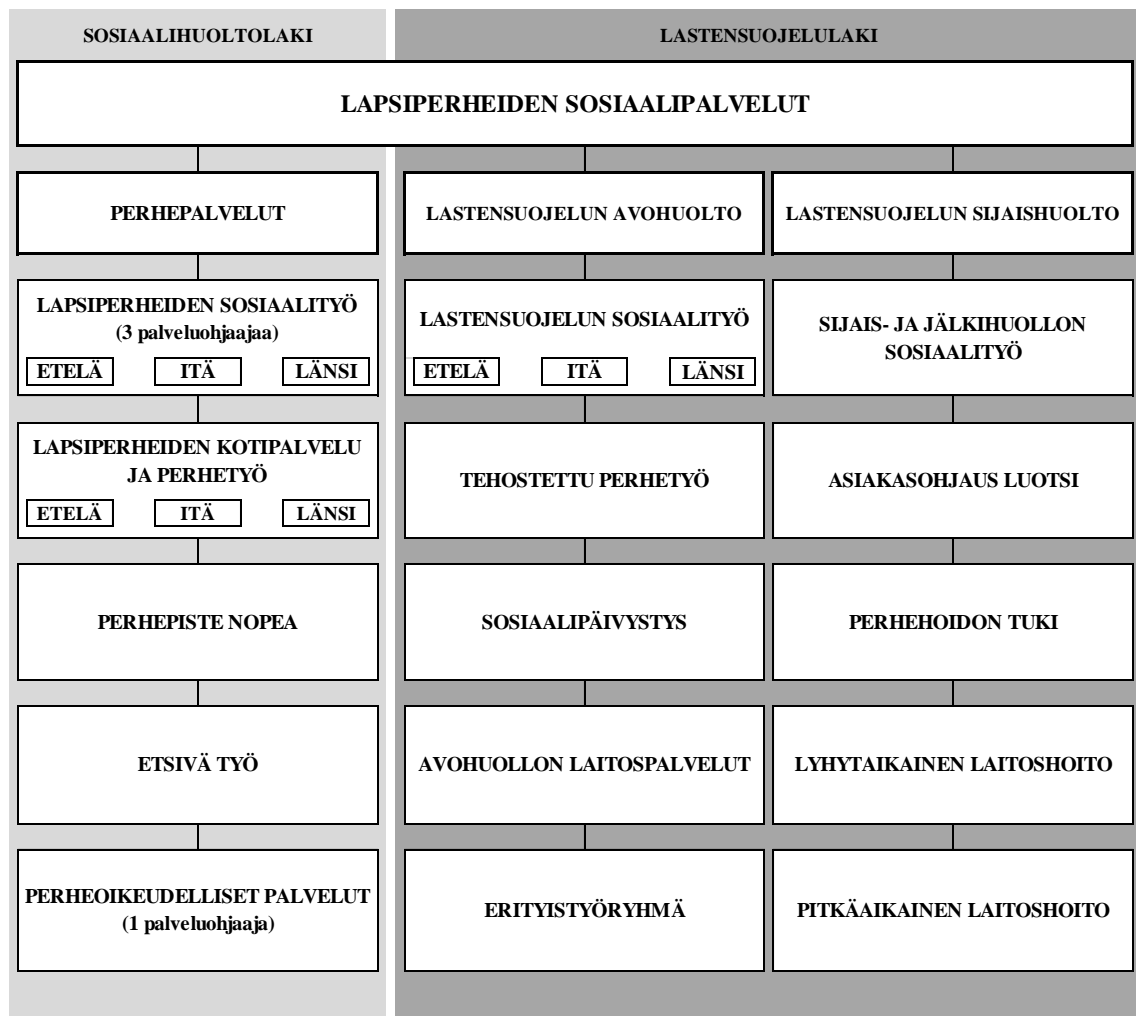 SOSIAALIHUOLTOLAKI
LASTENSUOJELULAKI
LAPSIPERHEIDEN SOSIAALIPALVELUT
PERHEPALVELUT
LASTENSUOJELUN AVOHUOLTO
LASTENSUOJELUN SIJAISHUOLTO
LAPSIPERHEIDEN SOSIAALITYÖ
(3 palveluohjaajaa)
ETELÄ ITÄ LÄNSI
LASTENSUOJELUN SOSIAALITYÖ
ETELÄ ITÄ LÄNSI
SIJAIS- JA JÄLKIHUOLLON
SOSIAALITYÖ
LAPSIPERHEIDEN KOTIPALVELU
JA PERHETYÖ
ETELÄ ITÄ LÄNSI
TEHOSTETTU PERHETYÖ
ASIAKASOHJAUS LUOTSI
PERHEPISTE NOPEA
SOSIAALIPÄIVYSTYS
PERHEHOIDON TUKI
ETSIVÄ TYÖ
AVOHUOLLON LAITOSPALVELUT
LYHYTAIKAINEN LAITOSHOITO
PERHEOIKEUDELLISET PALVELUT
(1 palveluohjaaja)
ERITYISTYÖRYHMÄ
PITKÄAIKAINEN LAITOSHOITO